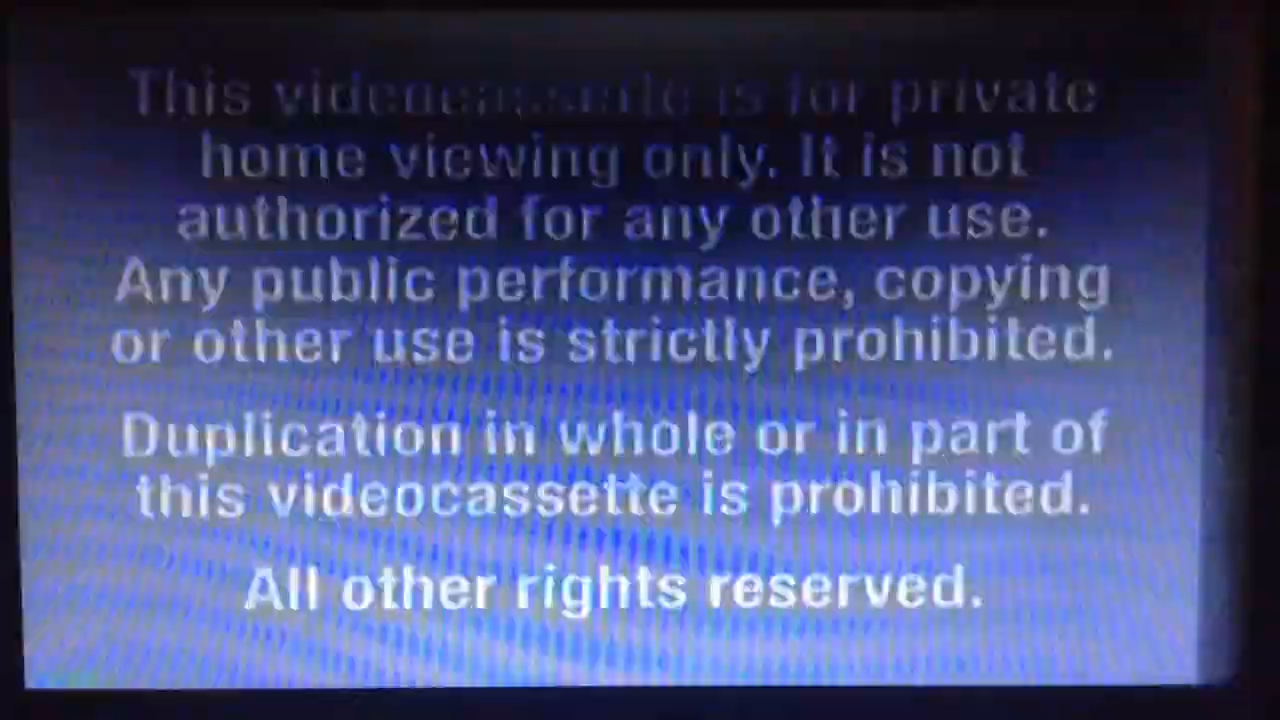 This videocassette is for private
home viewing only. It is not
authorized for any other use.
Any public performance, copying
or other use is strictly prohibited.
Duplication in whole or in part of
this videocassette is prohibited.
All other rights reserved.